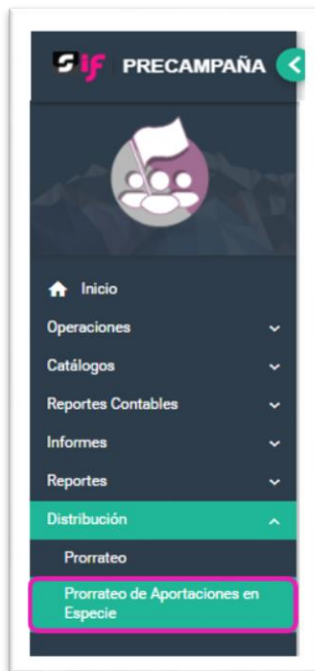 sif PRECAMPAÑA
Inicio
Operaciones
Catálogos
Reportes Contables
Informes
Reportes
Distribución
Prorrateo
Prorrateo de Aportaciones en
Especie